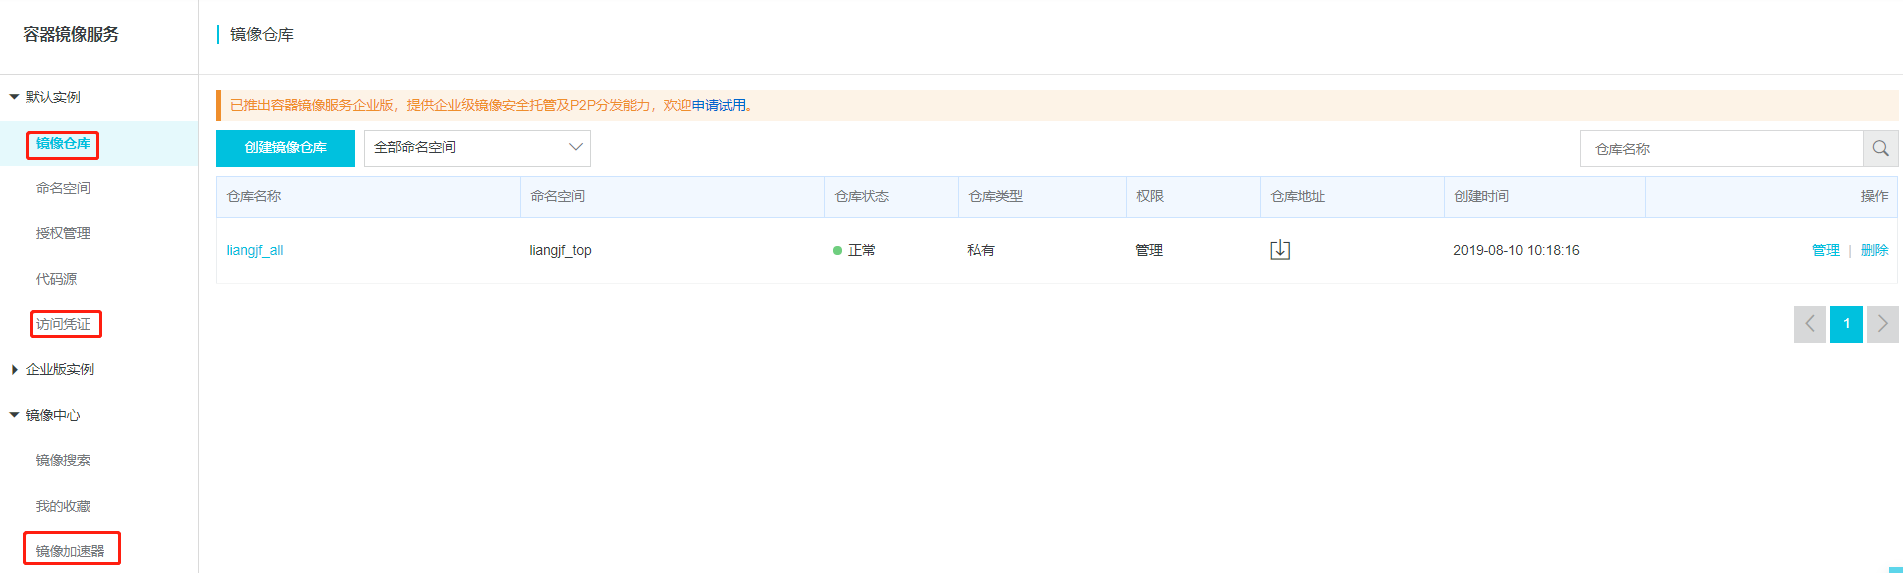 容器镜像服务
默认实例
镜像仓库
命名空间
授权管理
代码源
访问凭证
企业版实例
镜像中心
镜像搜索
我的收藏
镜像加速器
镜像仓库
已推出容器镜像服务企业版，提供企业级镜像安全托管及P2P分发能力，欢迎申请试用。
创建镜像仓库 全部命名空间 仓库名称
仓库名称 命名空间 仓库状态 仓库类型 权限 仓库地址 创建时间 操作
liangjf_all liangjf_top 正常 私有 管理 2019-08-10 10:18:16 管理 | 删除
1